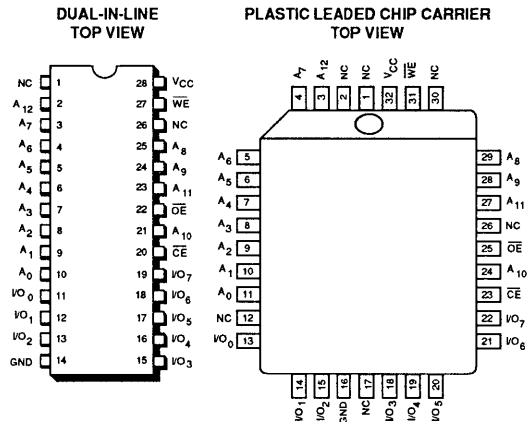 DUAL-IN-LINE
TOP VIEW
NC 1 28 VCC
A12 2 27 W̅E̅
A7 3 26 NC
A6 4 25 A8
A5 5 24 A9
A4 6 23 A11
A3 7 22 O̅E̅
A2 8 21 A10
A1 9 20 C̅E̅
A0 10 19 I/O7
I/O0 11 18 I/O6
I/O1 12 17 I/O5
I/O2 13 16 I/O4
GND 14 15 I/O3
PLASTIC LEADED CHIP CARRIER
TOP VIEW
A7 A12 NC NC VCC W̅E̅ NC
4 3 2 1 32 31 30
A6 5 29 A8
A5 6 28 A9
A4 7 27 A11
A3 8 26 NC
A2 9 25 O̅E̅
A1 10 24 A10
A0 11 23 C̅E̅
NC 12 22 I/O7
I/O0 13 21 I/O6
14 15 16 17 18 19 20
I/O1 I/O2 GND NC I/O3 I/O4 I/O5